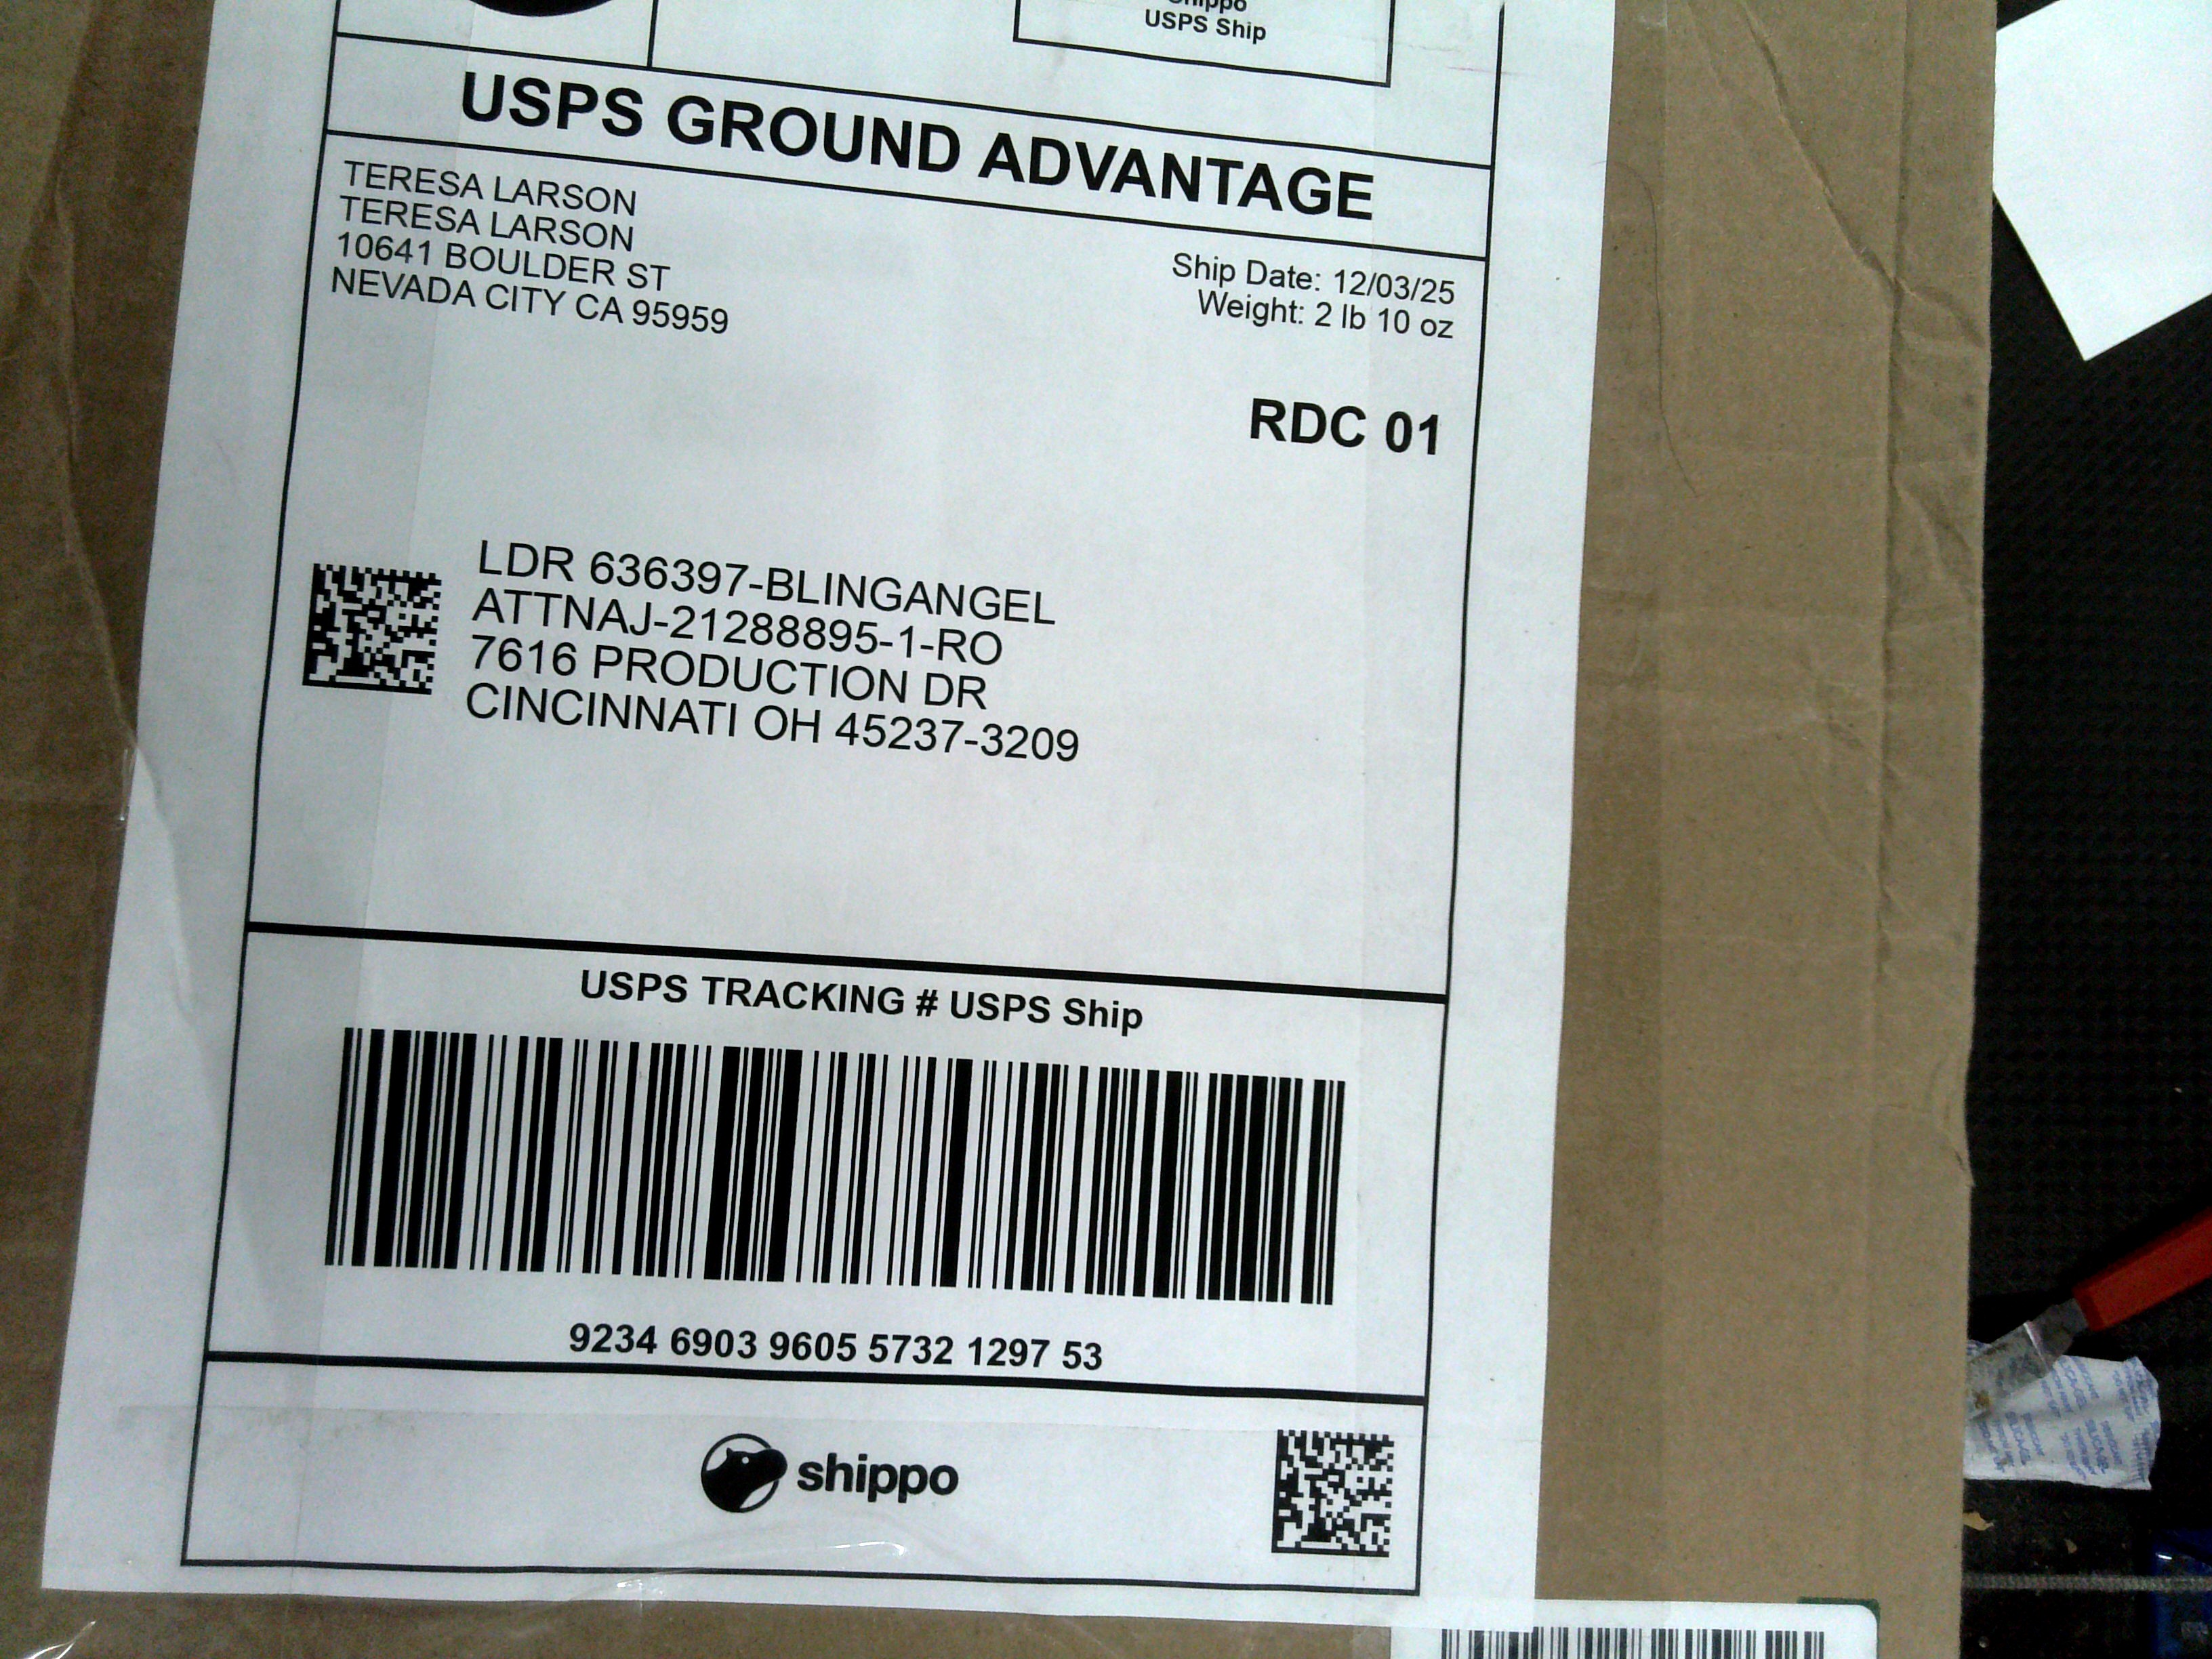 Shippo
USPS Ship
USPS GROUND ADVANTAGE
TERESA LARSON
TERESA LARSON
10641 BOULDER ST
NEVADA CITY CA 95959
Ship Date: 12/03/25
Weight: 2 lb 10 oz
RDC 01
LDR 636397-BLINGANGEL
ATTNAJ-21288895-1-RO
7616 PRODUCTION DR
CINCINNATI OH 45237-3209
USPS TRACKING # USPS Ship
9234 6903 9605 5732 1297 53
shippo